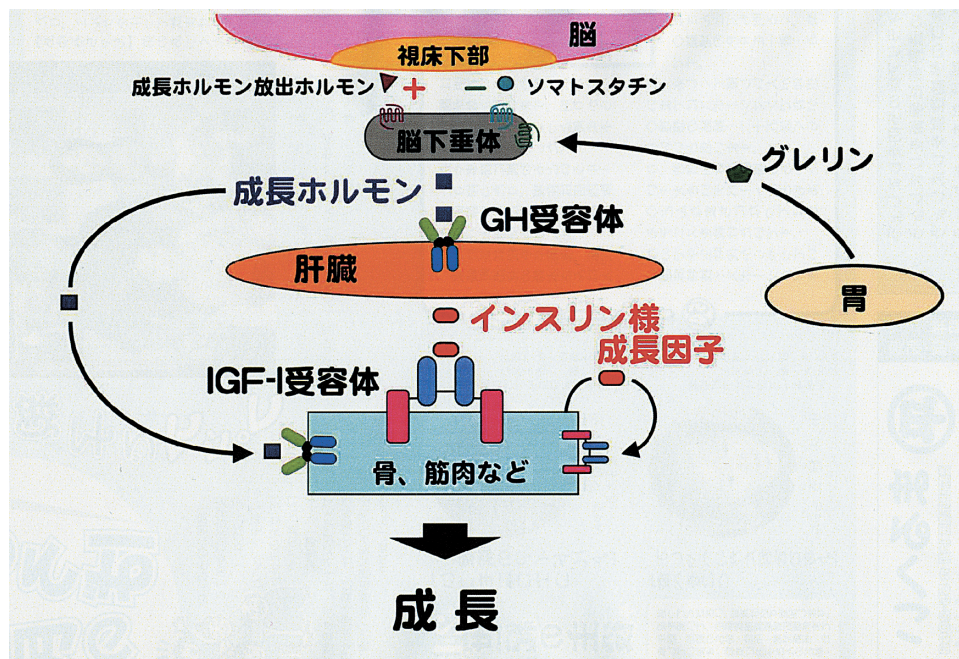 脳
視床下部
成長ホルモン放出ホルモン
+
−
ソマトスタチン
脳下垂体
グレリン
成長ホルモン
GH受容体
肝臓
胃
インスリン様
成長因子
IGF-I受容体
骨、筋肉など
成長